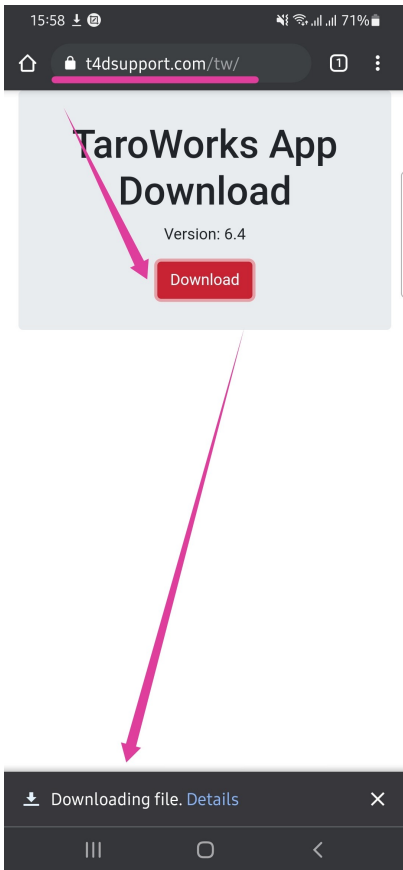 15:58 71%
t4dsupport.com/tw/ 1
TaroWorks App
Download
Version: 6.4
Download
Downloading file. Details